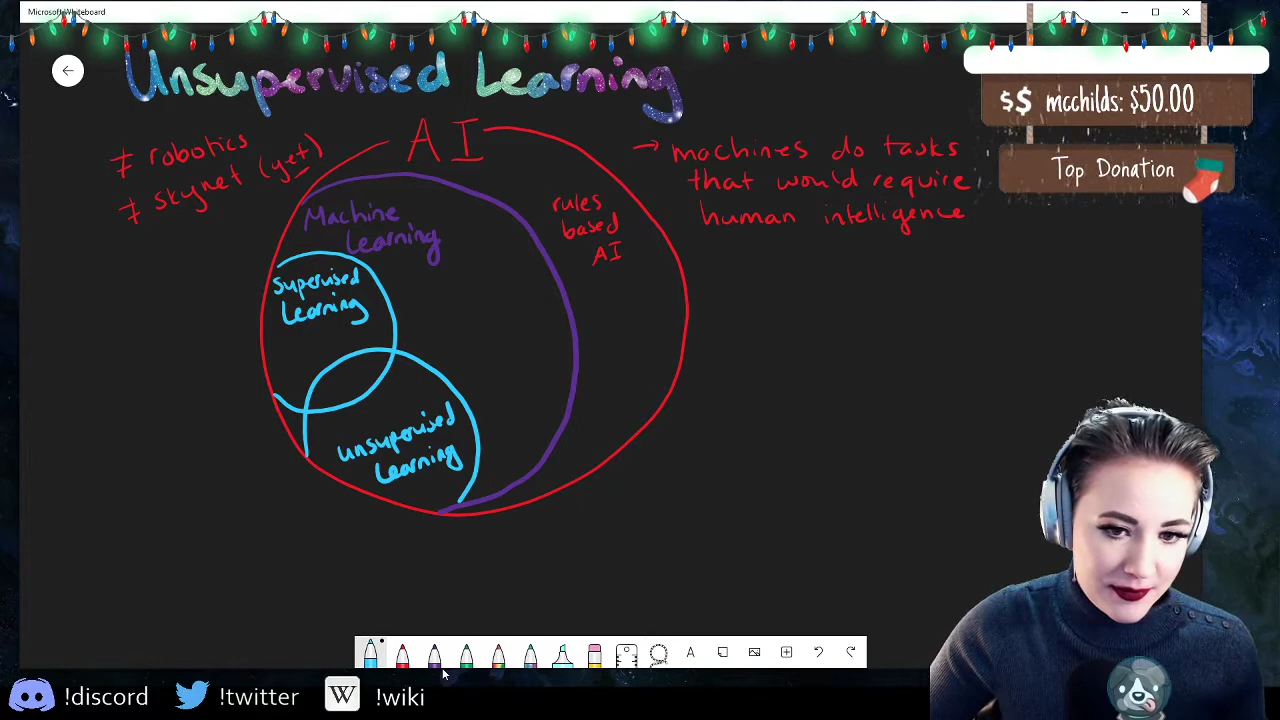 Microsoft Whiteboard
Unsupervised Learning
≠ robotics
≠ skynet (yet)
AI
→ machines do tasks
that would require
human intelligence
Machine
Learning
rules
based
AI
Supervised
Learning
unsupervised
Learning
$$ mcchilds: $50.00
Top Donation
A
!discord
!twitter
W !wiki